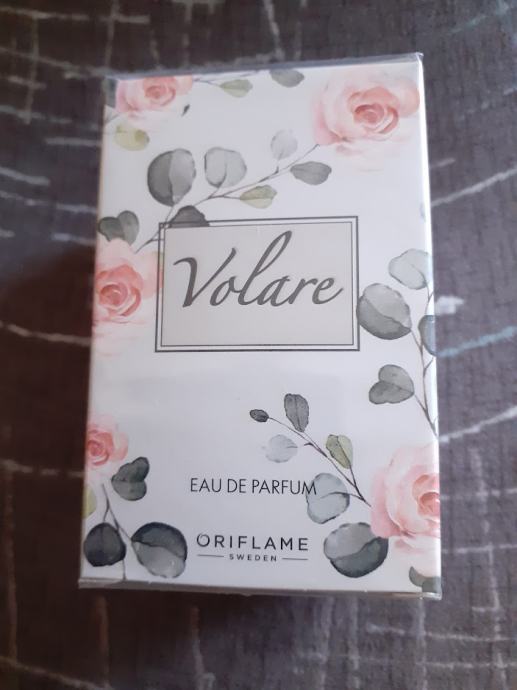 Volare
EAU DE PARFUM
ORIFLAME
SWEDEN